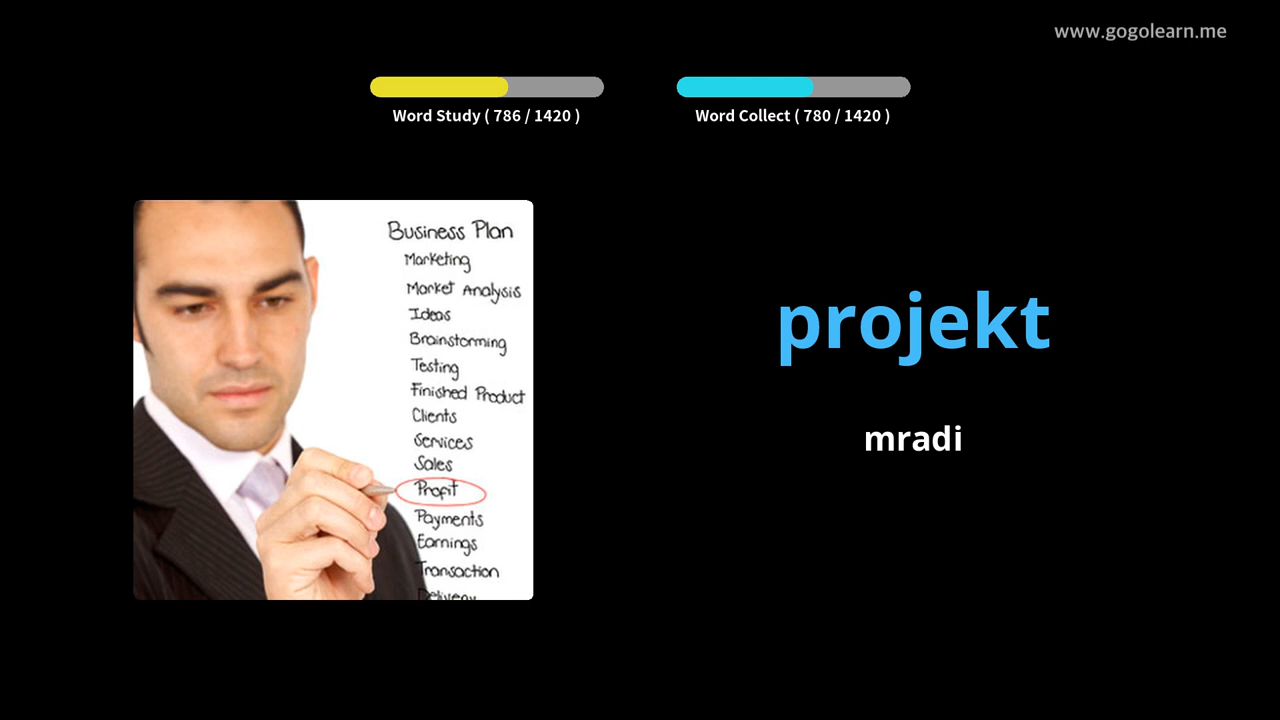 www.gogolearn.me
Word Study ( 786 / 1420 )
Word Collect ( 780 / 1420 )
Business Plan
Marketing
Market Analysis
Ideas
Brainstorming
Testing
Finished Product
Clients
Services
Sales
Profit
Payments
Earnings
Transaction
Delivery
projekt
mradi